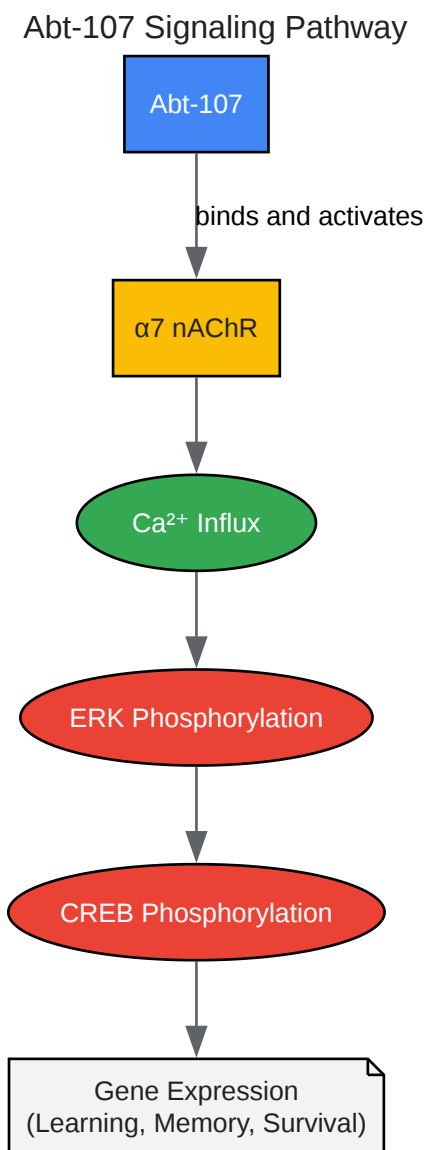 Abt-107 Signaling Pathway
Abt-107
binds and activates
α7 nAChR
Ca²⁺ Influx
ERK Phosphorylation
CREB Phosphorylation
Gene Expression
(Learning, Memory, Survival)